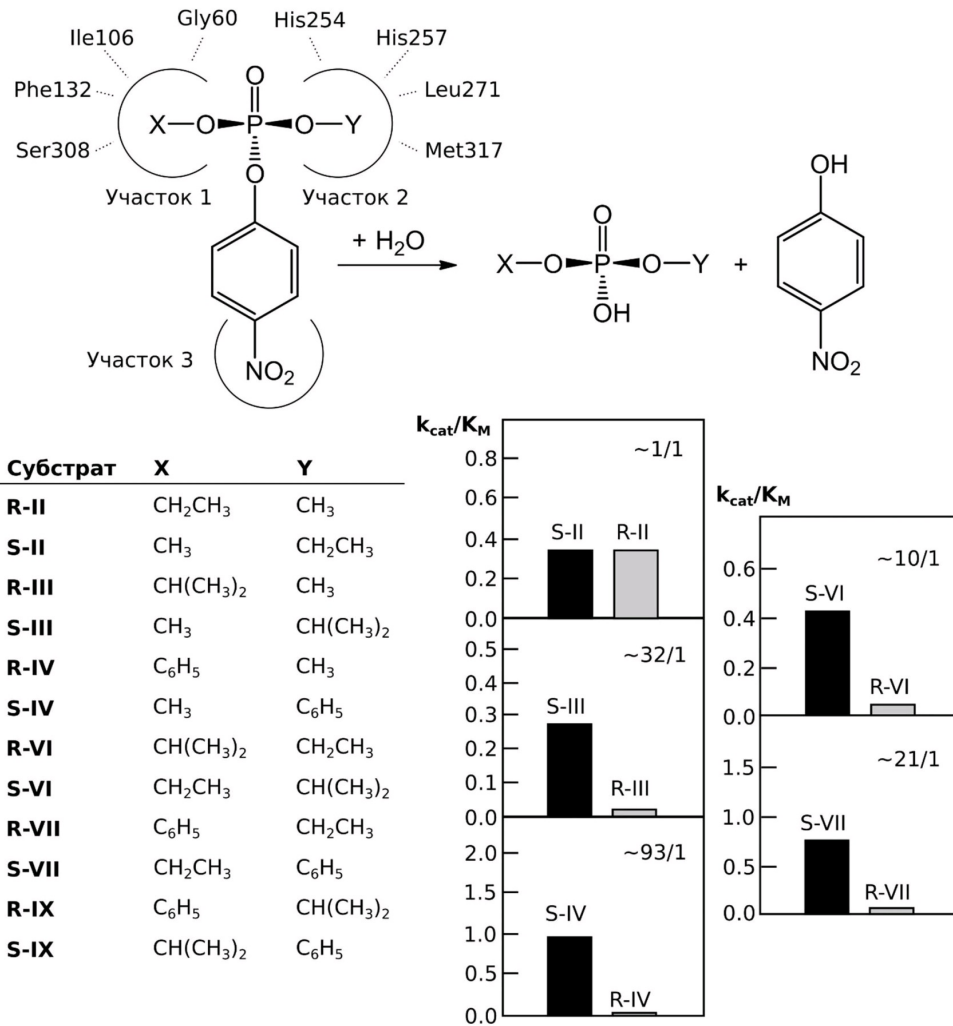 Gly60 His254
Ile106 His257
Phe132 Leu271
Ser308 Met317
O
X O P O Y
O
Участок 1 Участок 2
+ H₂O
NO₂
Участок 3
O
X O P O Y
OH
+
OH
NO₂
Субстрат X Y
R-II CH₂CH₃ CH₃
S-II CH₃ CH₂CH₃
R-III CH(CH₃)₂ CH₃
S-III CH₃ CH(CH₃)₂
R-IV C₆H₅ CH₃
S-IV CH₃ C₆H₅
R-VI CH(CH₃)₂ CH₂CH₃
S-VI CH₂CH₃ CH(CH₃)₂
R-VII C₆H₅ CH₂CH₃
S-VII CH₂CH₃ C₆H₅
R-IX C₆H₅ CH(CH₃)₂
S-IX CH(CH₃)₂ C₆H₅
kcat/KM
~1/1
0.8
0.6
0.4
0.2
0.0
S-II R-II
~32/1
0.5
0.4
0.3
0.2
0.1
0.0
S-III
R-III
~93/1
2.0
1.5
1.0
0.5
0.0
S-IV
R-IV
kcat/KM
~10/1
0.6
0.4
0.2
0.0
S-VI
R-VI
~21/1
1.5
1.0
0.5
0.0
S-VII
R-VII